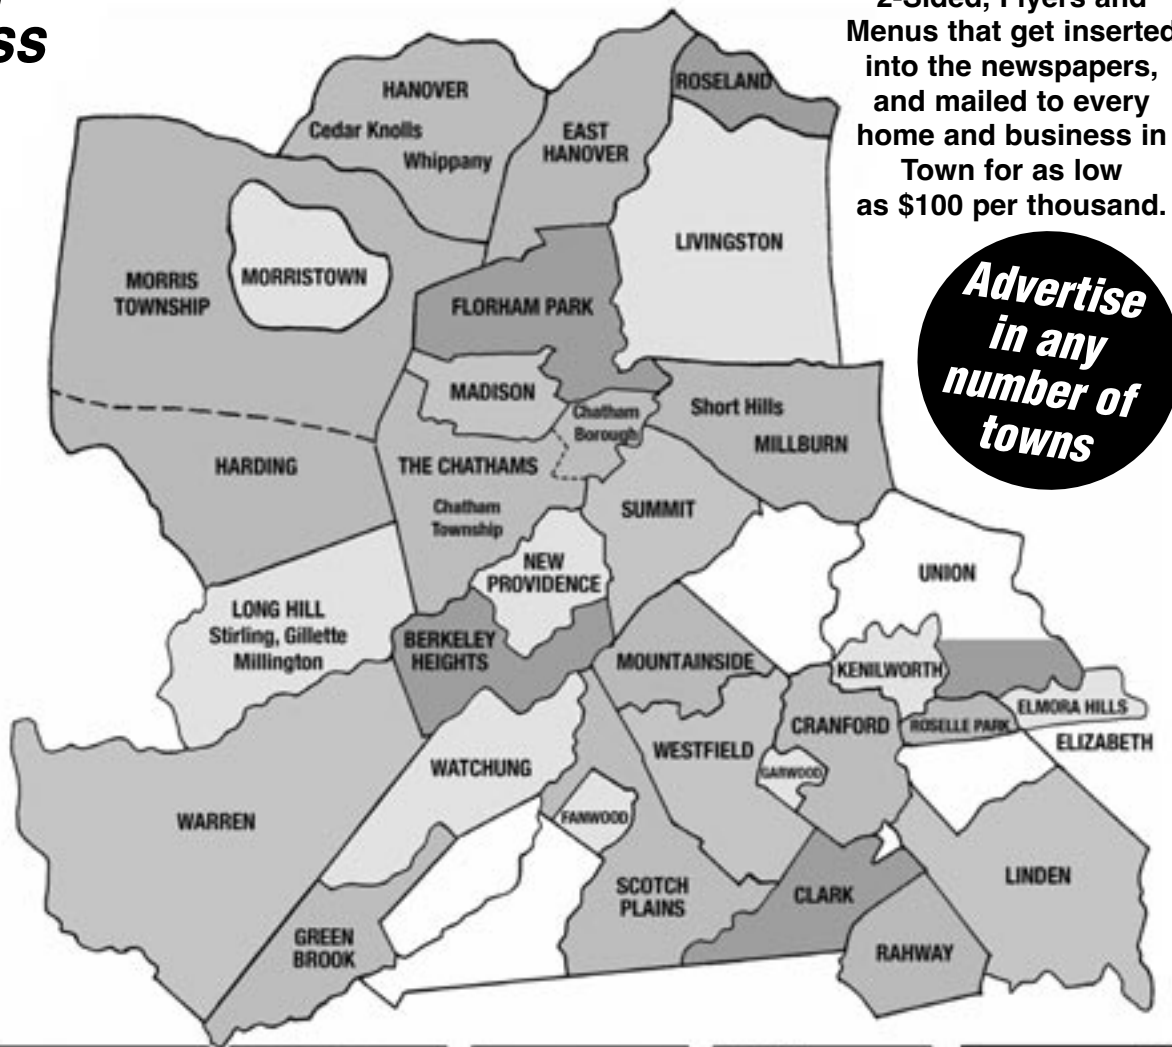 ss
2-Sided, Flyers and
Menus that get inserted
into the newspapers,
and mailed to every
home and business in
Town for as low
as $100 per thousand.
Advertise
in any
number of
towns
HANOVER
Cedar Knolls
Whippany
EAST
HANOVER
ROSELAND
LIVINGSTON
MORRIS
TOWNSHIP
MORRISTOWN
FLORHAM PARK
MADISON
Chatham
Borough
Short Hills
MILLBURN
HARDING
THE CHATHAMS
Chatham
Township
SUMMIT
NEW
PROVIDENCE
UNION
LONG HILL
Stirling, Gillette
Millington
BERKELEY
HEIGHTS
MOUNTAINSIDE
KENILWORTH
ELMORA HILLS
ROSELLE PARK
ELIZABETH
CRANFORD
WESTFIELD
GARWOOD
WATCHUNG
WARREN
FANWOOD
SCOTCH
PLAINS
CLARK
LINDEN
GREEN
BROOK
RAHWAY